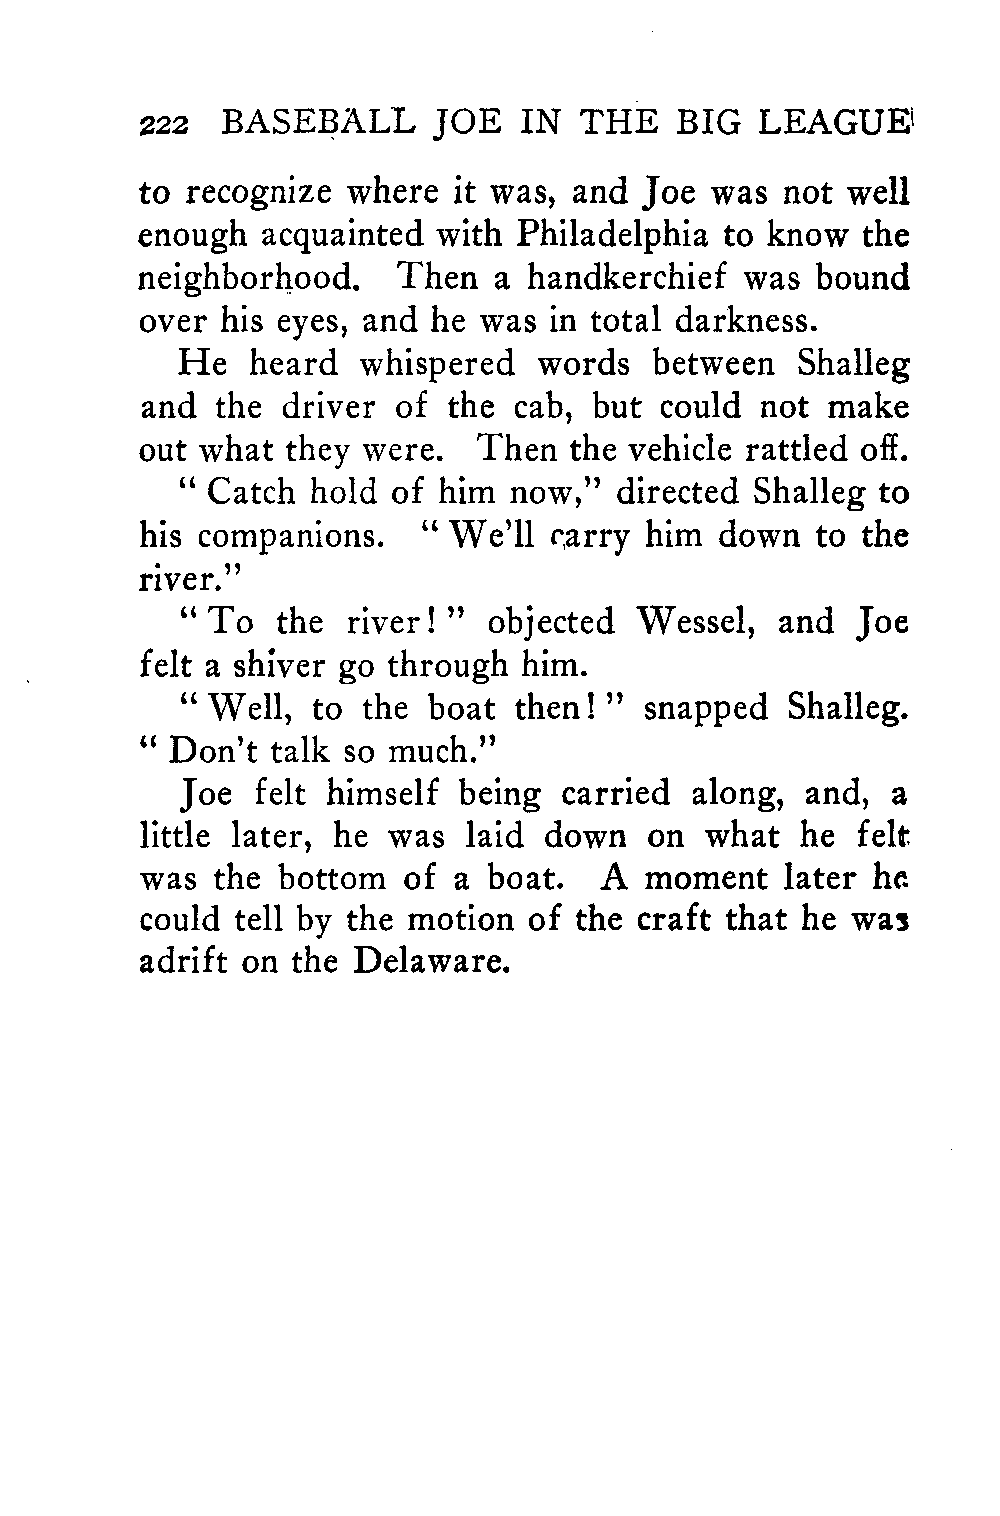 222 BASEBALL JOE IN THE BIG LEAGUE
to recognize where it was, and Joe was not well
enough acquainted with Philadelphia to know the
neighborhood. Then a handkerchief was bound
over his eyes, and he was in total darkness.
He heard whispered words between Shalleg
and the driver of the cab, but could not make
out what they were. Then the vehicle rattled off.
" Catch hold of him now," directed Shalleg to
his companions. " We'll carry him down to the
river."
" To the river! " objected Wessel, and Joe
felt a shiver go through him.
" Well, to the boat then! " snapped Shalleg.
" Don't talk so much."
Joe felt himself being carried along, and, a
little later, he was laid down on what he felt
was the bottom of a boat. A moment later he
could tell by the motion of the craft that he was
adrift on the Delaware.